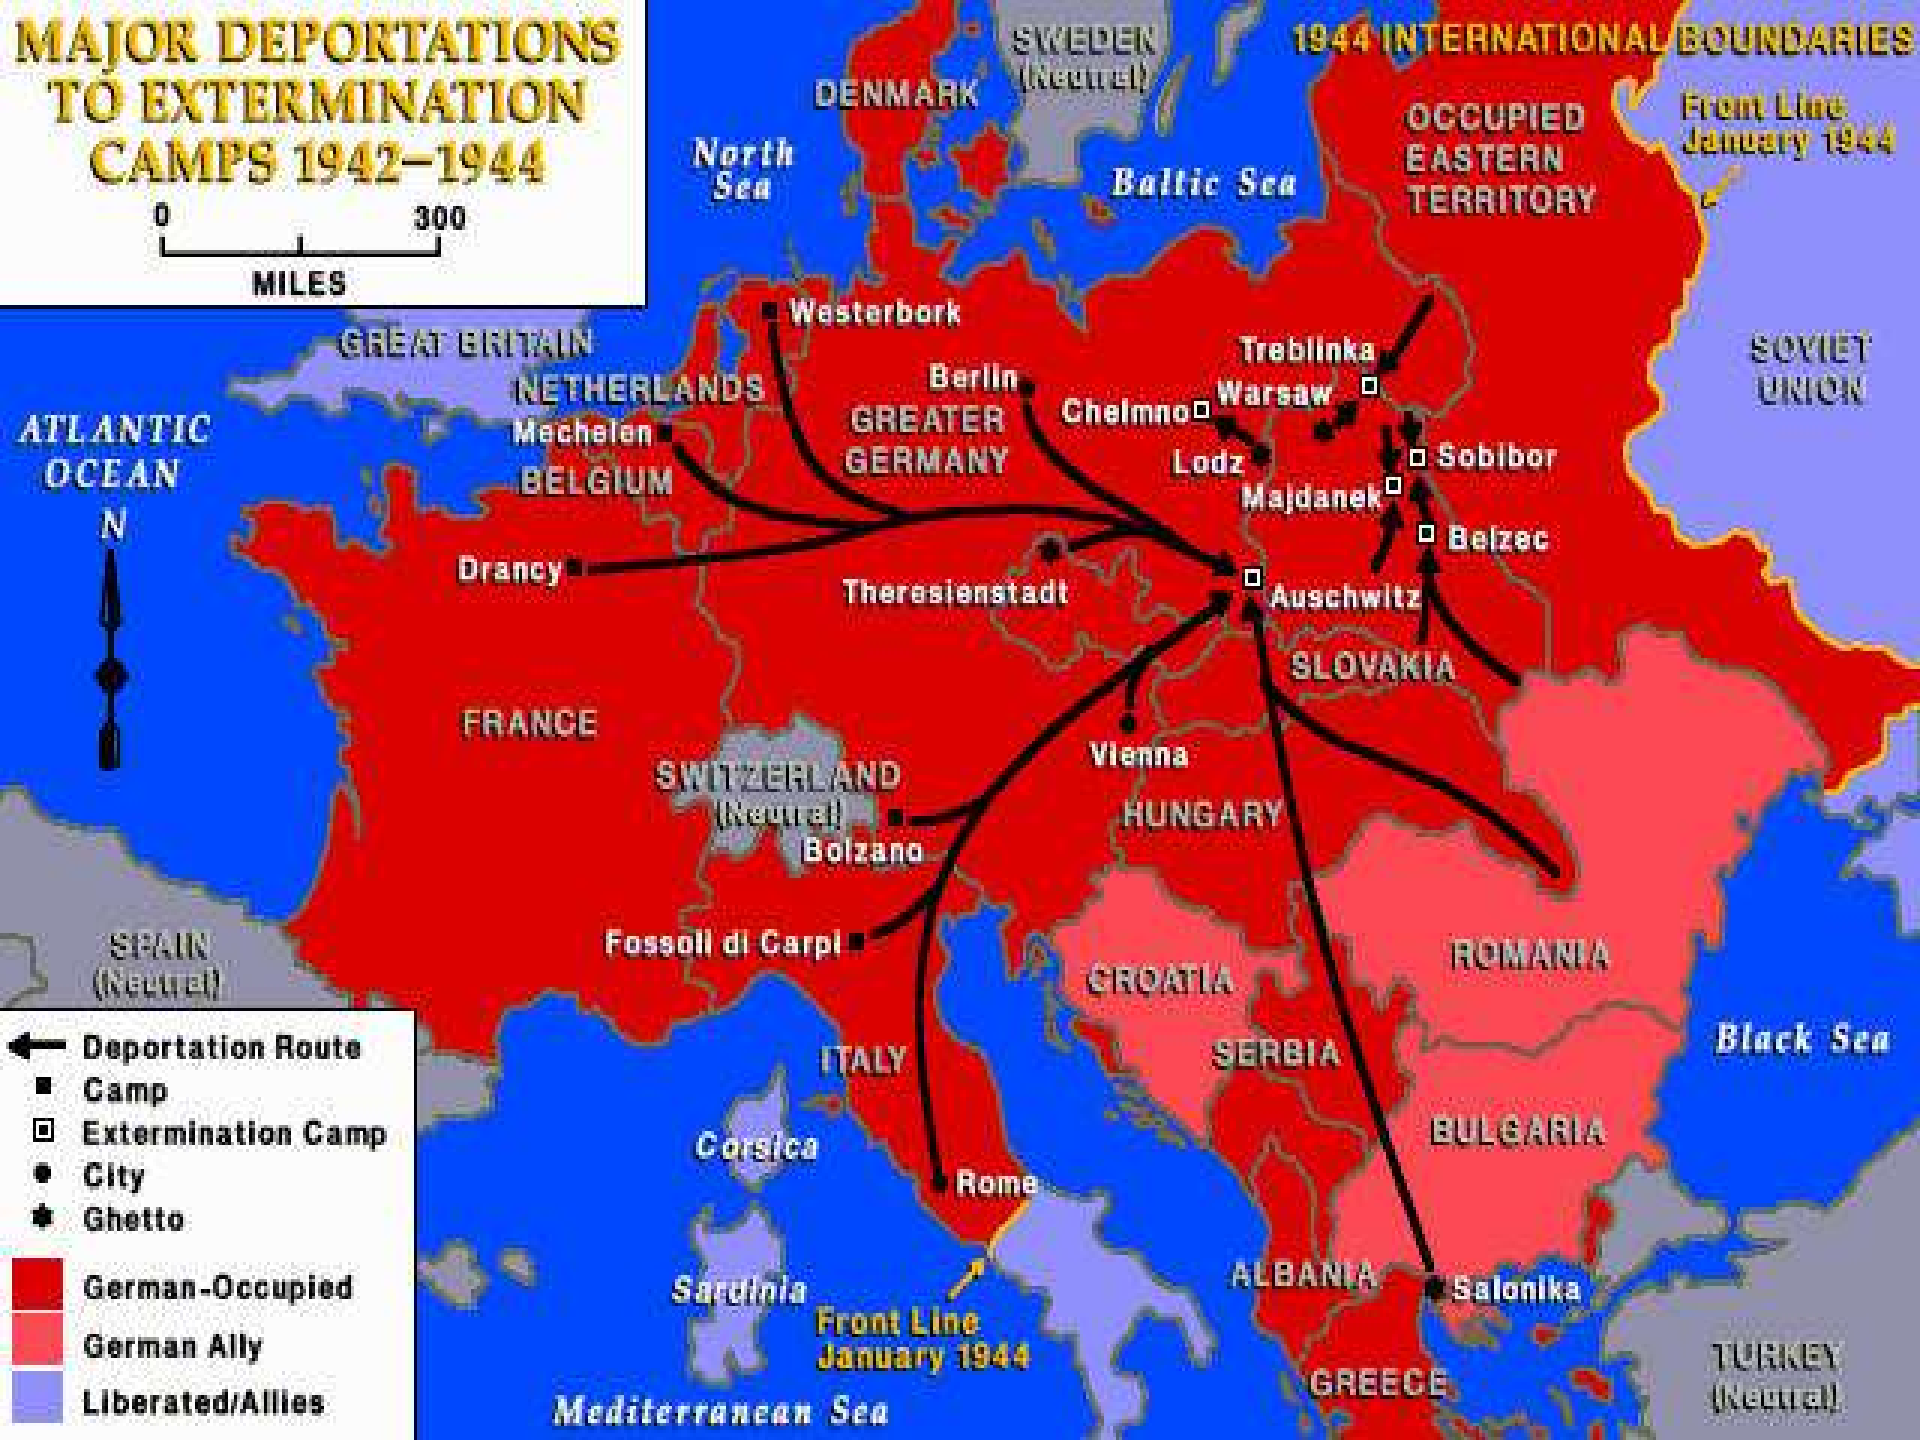 MAJOR DEPORTATIONS
TO EXTERMINATION
CAMPS 1942–1944
0 300
MILES
1944 INTERNATIONAL BOUNDARIES
Front Line
January 1944
SWEDEN
(Neutral)
DENMARK
OCCUPIED
EASTERN
TERRITORY
North
Sea
Baltic Sea
GREAT BRITAIN
Westerbork
NETHERLANDS
Berlin
Treblinka
Warsaw
Chelmno
SOVIET
UNION
ATLANTIC
OCEAN
N
Mechelen
BELGIUM
GREATER
GERMANY
Lodz
Sobibor
Majdanek
Belzec
Drancy
Theresienstadt
Auschwitz
SLOVAKIA
FRANCE
Vienna
SWITZERLAND
(Neutral)
Bolzano
HUNGARY
Fossoli di Carpi
SPAIN
(Neutral)
CROATIA
ROMANIA
ITALY
SERBIA
Black Sea
Corsica
BULGARIA
Rome
Sardinia
ALBANIA
Salonika
Front Line
January 1944
GREECE
TURKEY
(Neutral)
Mediterranean Sea
Deportation Route
Camp
Extermination Camp
City
Ghetto
German-Occupied
German Ally
Liberated/Allies